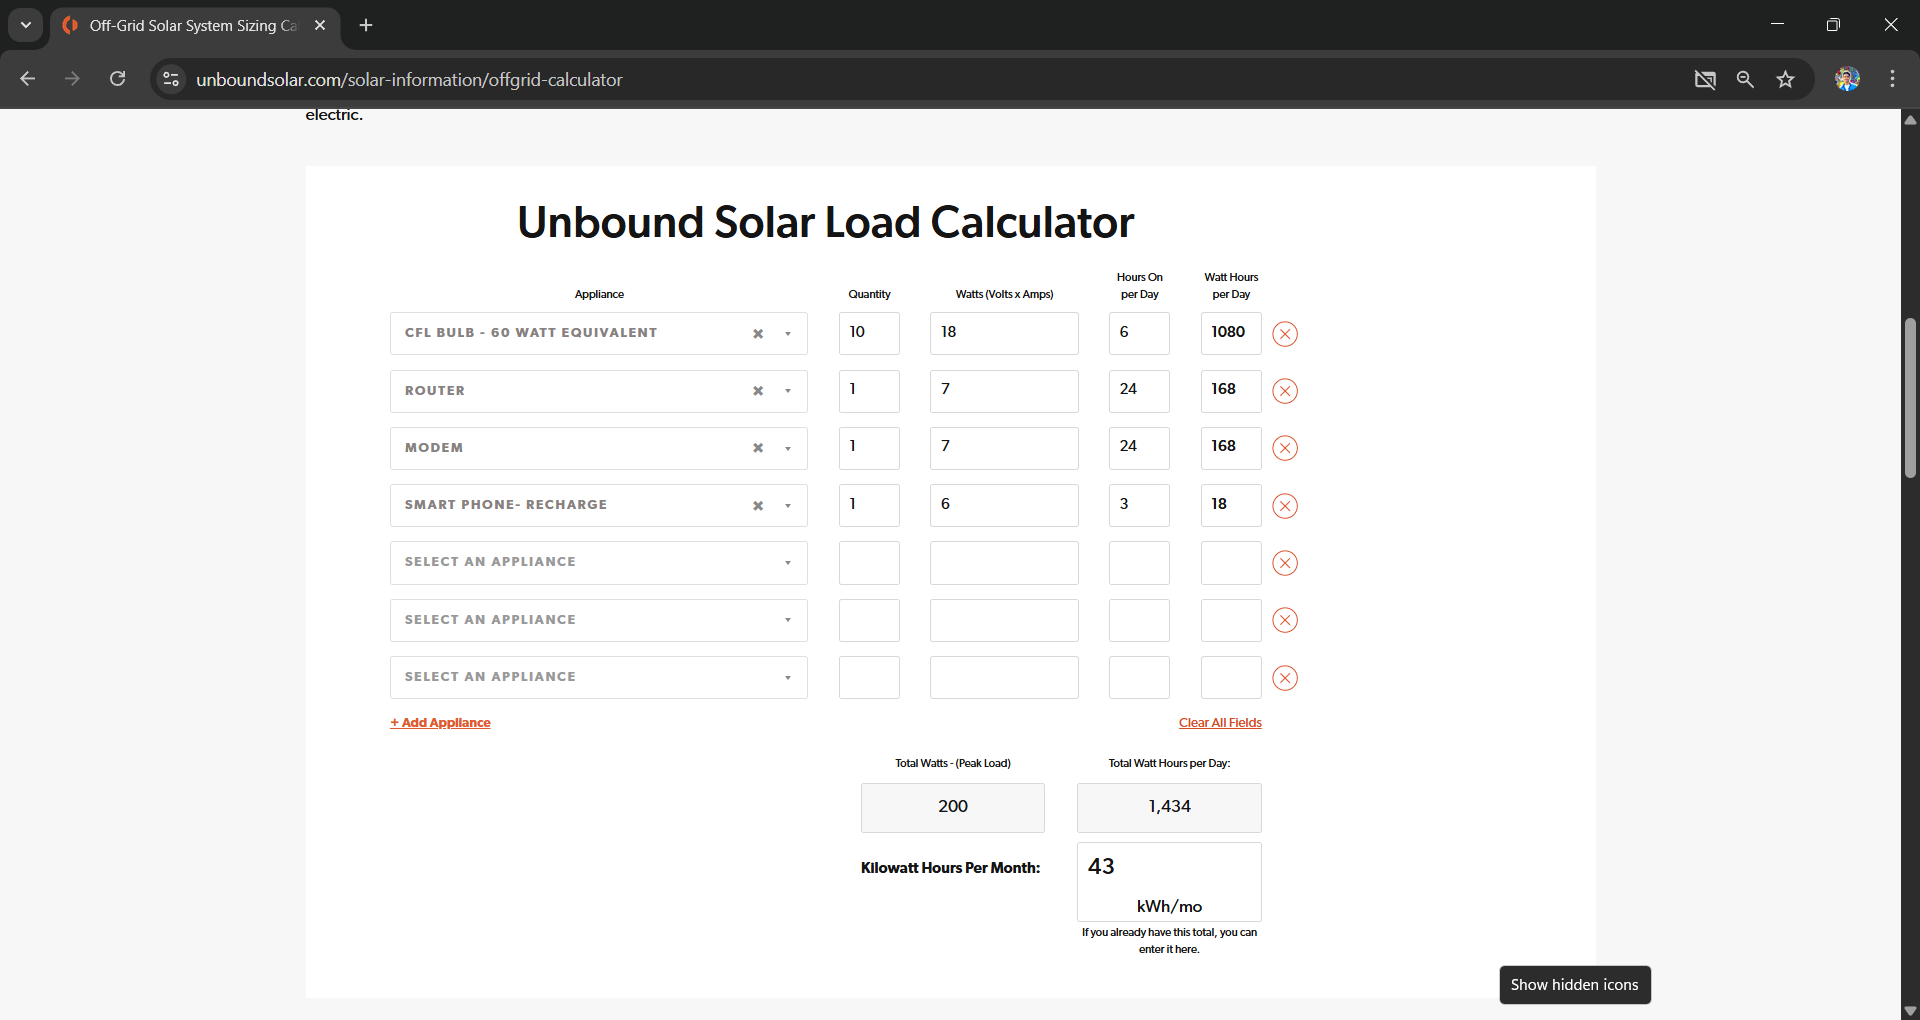 Off-Grid Solar System Sizing Ca
unboundsolar.com/solar-information/offgrid-calculator
electric.
Unbound Solar Load Calculator
Appliance Quantity Watts (Volts x Amps) Hours On per Day Watt Hours per Day
CFL BULB - 60 WATT EQUIVALENT 10 18 6 1080
ROUTER 1 7 24 168
MODEM 1 7 24 168
SMART PHONE- RECHARGE 1 6 3 18
SELECT AN APPLIANCE
SELECT AN APPLIANCE
SELECT AN APPLIANCE
+ Add Appliance Clear All Fields
Total Watts - (Peak Load) Total Watt Hours per Day:
200 1,434
Kilowatt Hours Per Month: 43
kWh/mo
If you already have this total, you can
enter it here.
Show hidden icons